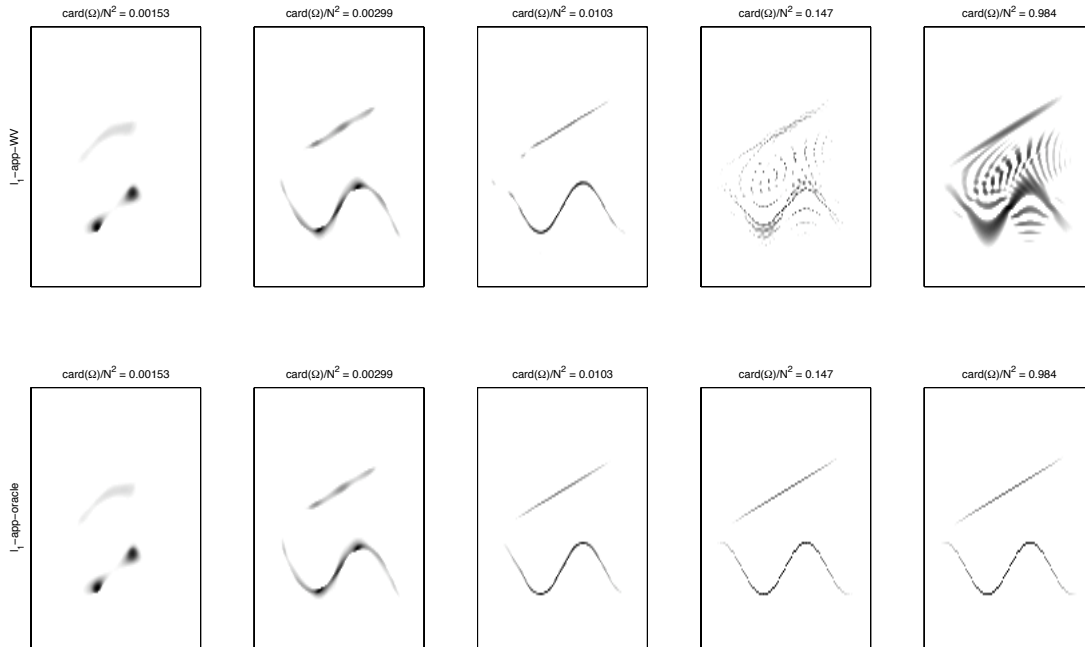 card(Ω)/N² = 0.00153
card(Ω)/N² = 0.00299
card(Ω)/N² = 0.0103
card(Ω)/N² = 0.147
card(Ω)/N² = 0.984
l₁−app−WV
card(Ω)/N² = 0.00153
card(Ω)/N² = 0.00299
card(Ω)/N² = 0.0103
card(Ω)/N² = 0.147
card(Ω)/N² = 0.984
l₁−app−oracle